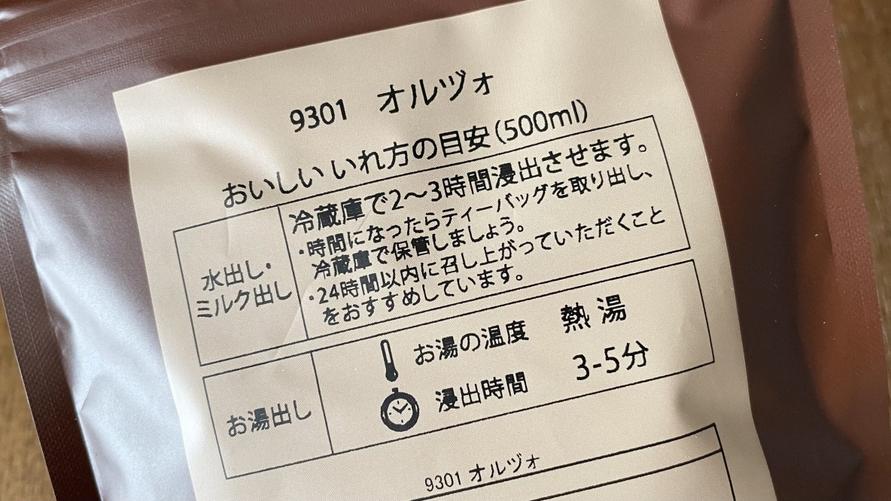 9301 オルヅォ
おいしい いれ方の目安(500ml)
水出し・
ミルク出し
冷蔵庫で2〜3時間浸出させます。
・時間になったらティーバッグを取り出し、
冷蔵庫で保管しましょう。
・24時間以内に召し上がっていただくこと
をおすすめしています。
お湯出し
お湯の温度 熱湯
浸出時間 3-5分
9301 オルヅォ